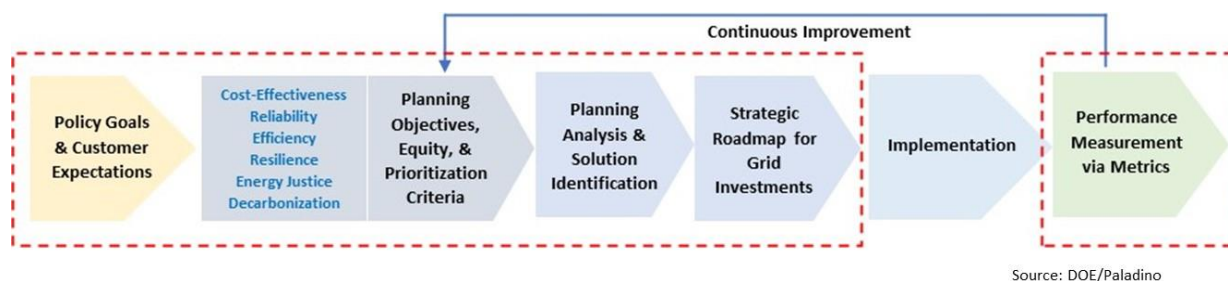 Continuous Improvement
Policy Goals
& Customer
Expectations
Cost-Effectiveness
Reliability
Efficiency
Resilience
Energy Justice
Decarbonization
Planning
Objectives,
Equity, &
Prioritization
Criteria
Planning
Analysis &
Solution
Identification
Strategic
Roadmap for
Grid
Investments
Implementation
Performance
Measurement
via Metrics
Source: DOE/Paladino